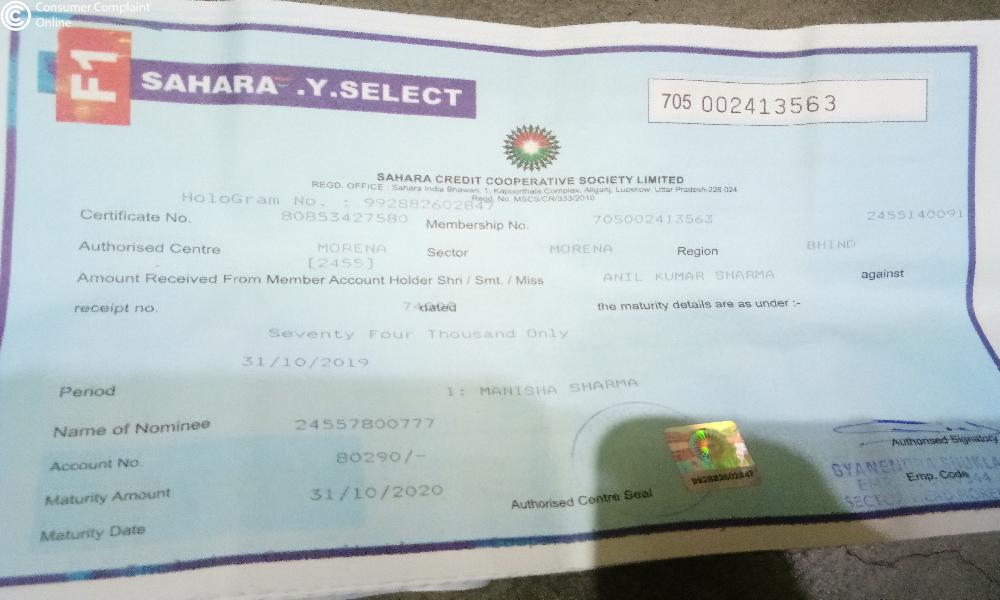 Consumer Complaint
Online
F1
SAHARA .Y.SELECT
705 002413563
SAHARA CREDIT COOPERATIVE SOCIETY LIMITED
REGD. OFFICE : Sahara India Bhawan, 1, Kapoorthala Complex, Aliganj, Lucknow, Uttar Pradesh-226 024
Regd. No. MSCS/CR/333/2010
HoloGram No. : 992882602847
Certificate No. 80853427580 Membership No. 705002413563 2455140091
Authorised Centre MORENA Sector MORENA Region BHIND
[2455]
Amount Received From Member Account Holder Shri / Smt. / Miss ANIL KUMAR SHARMA against
receipt no. 74000 dated the maturity details are as under :-
Seventy Four Thousand Only
31/10/2019
Period 1: MANISHA SHARMA
Name of Nominee 24557800777
Account No. 80290/-
Maturity Amount 31/10/2020
Maturity Date
Authorised Centre Seal
992882602847
Authorised Signatory
GYANENDRA SHUKLA
Emp. Code
SECTOR